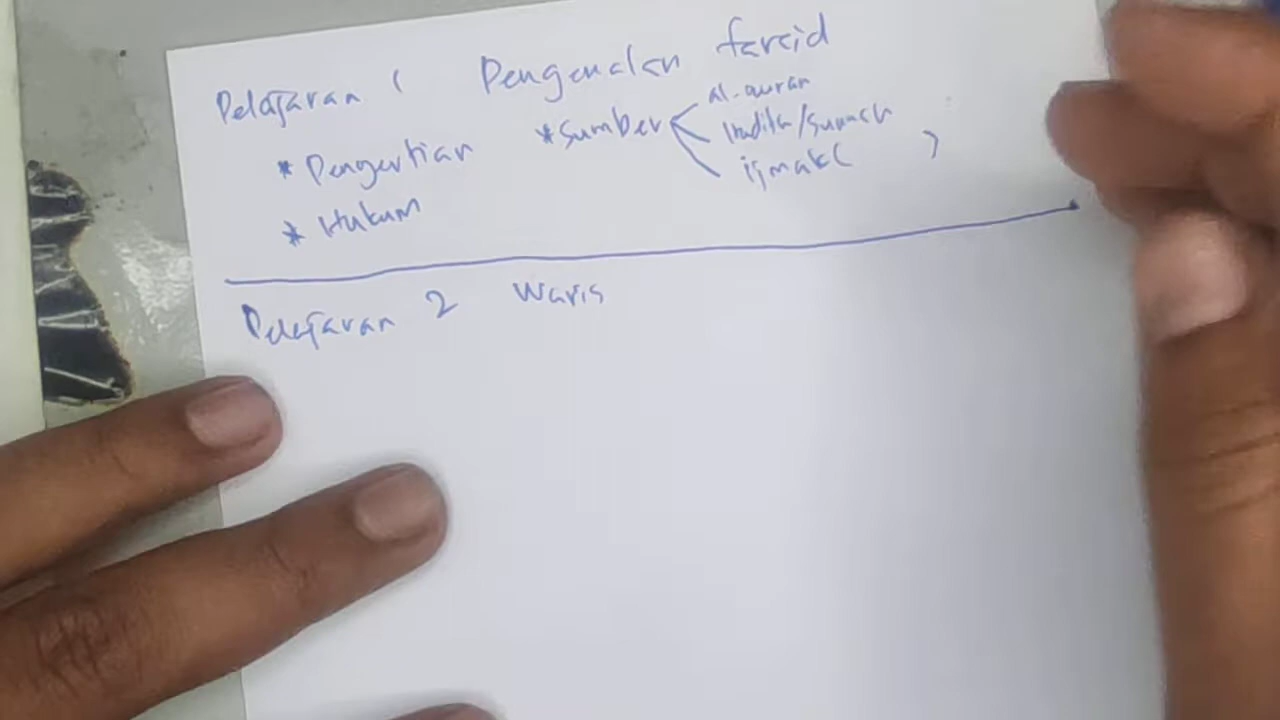 Pelajaran 1 Pengenalan faraid
* Pengertian * Sumber al-quran
hadith/sunnah
ijmak ( )
* Hukum
Pelajaran 2 Waris